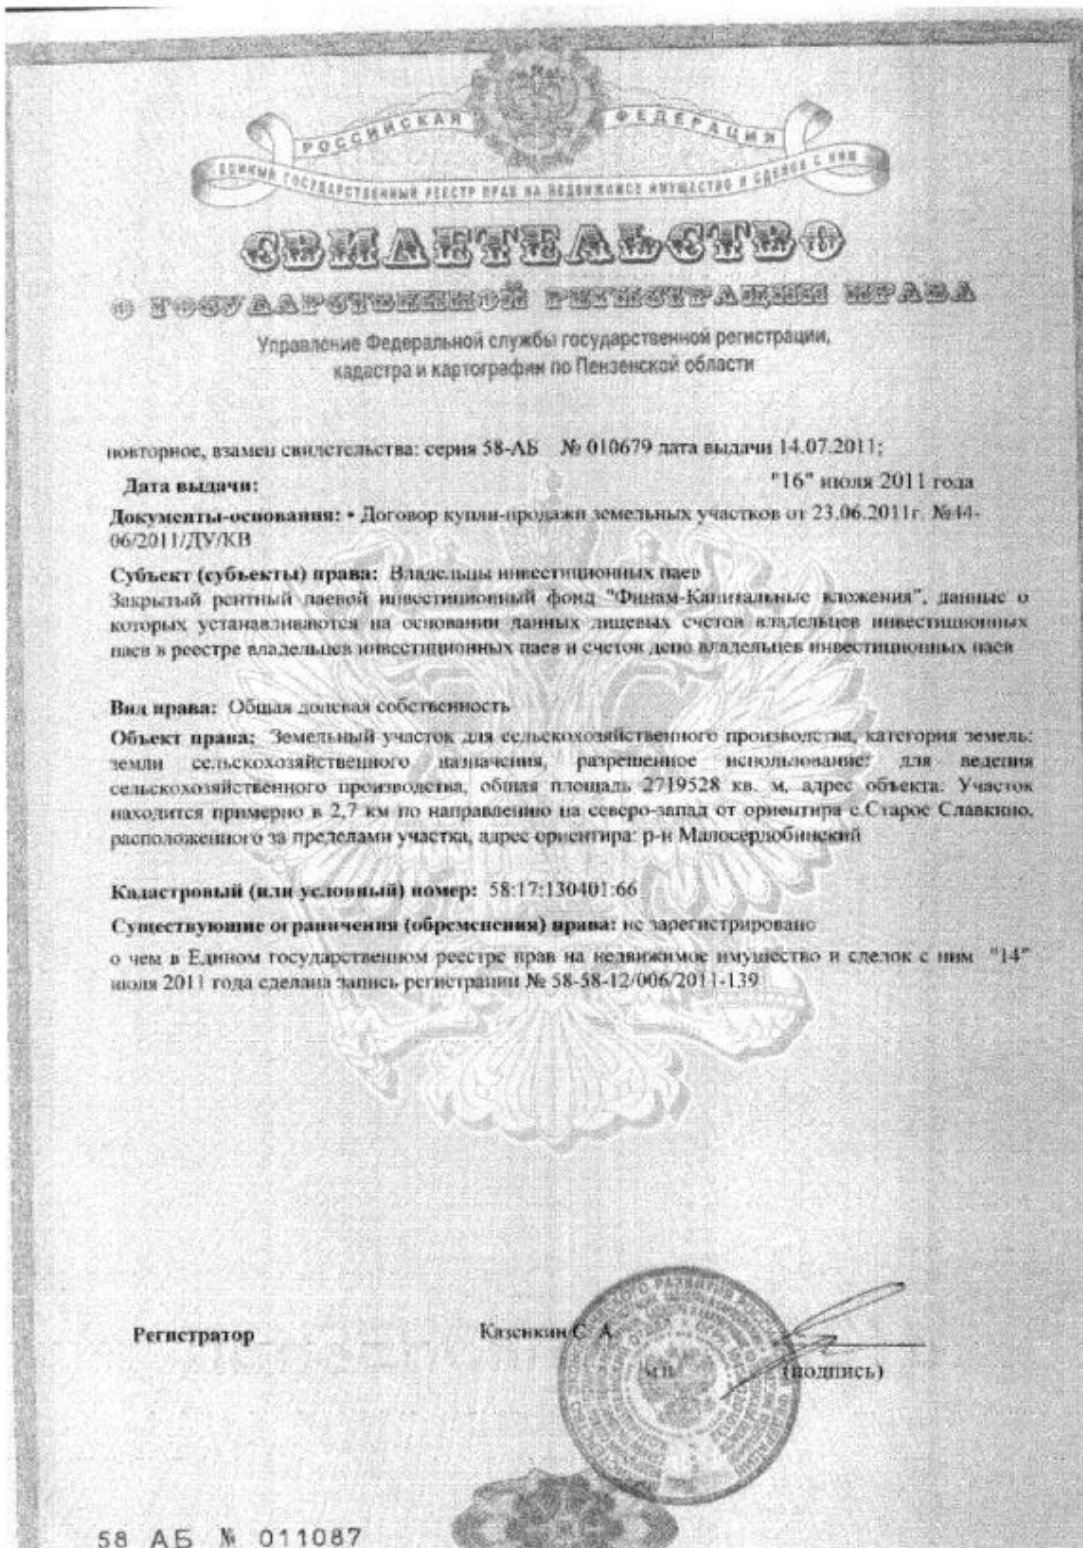 РОССИЙСКАЯ ФЕДЕРАЦИЯ
ЕДИНЫЙ ГОСУДАРСТВЕННЫЙ РЕЕСТР ПРАВ НА НЕДВИЖИМОЕ ИМУЩЕСТВО И СДЕЛОК С НИМ
СВИДЕТЕЛЬСТВО
О ГОСУДАРСТВЕННОЙ РЕГИСТРАЦИИ ПРАВА
Управление Федеральной службы государственной регистрации,
кадастра и картографии по Пензенской области
повторное, взамен свидетельства: серия 58-АБ № 010679 дата выдачи 14.07.2011;
Дата выдачи: "16" июля 2011 года
Документы-основания: • Договор купли-продажи земельных участков от 23.06.2011г. №44-
06/2011/ДУ/КВ
Субъект (субъекты) права: Владельцы инвестиционных паев
Закрытый рентный паевой инвестиционный фонд "Финам-Капитальные вложения", данные о
которых устанавливаются на основании данных лицевых счетов владельцев инвестиционных
паев в реестре владельцев инвестиционных паев и счетов депо владельцев инвестиционных паев
Вид права: Общая долевая собственность
Объект права: Земельный участок для сельскохозяйственного производства, категория земель:
земли сельскохозяйственного назначения, разрешенное использование: для ведения
сельскохозяйственного производства, общая площадь 2719528 кв. м, адрес объекта: Участок
находится примерно в 2,7 км по направлению на северо-запад от ориентира с.Старое Славкино,
расположенного за пределами участка, адрес ориентира: р-н Малосердобинский
Кадастровый (или условный) номер: 58:17:130401:66
Существующие ограничения (обременения) права: не зарегистрировано
о чем в Едином государственном реестре прав на недвижимое имущество и сделок с ним "14"
июля 2011 года сделана запись регистрации № 58-58-12/006/2011-139
Регистратор Казенкин С. А.
м.п. (подпись)
58 АБ № 011087